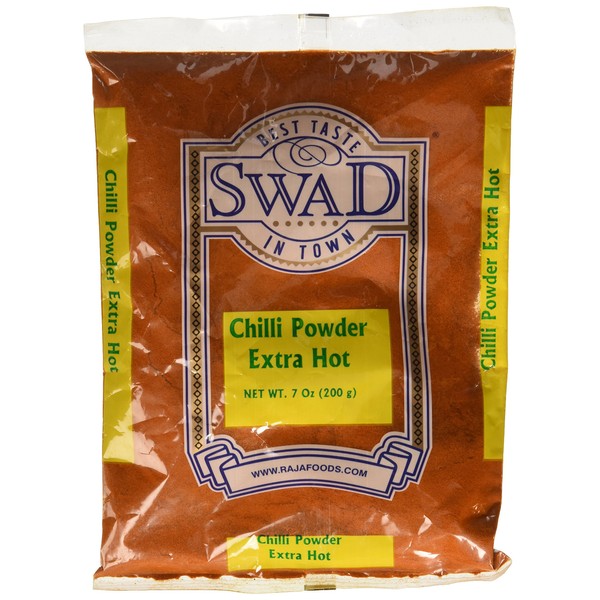 BEST TASTE
SWAD
IN TOWN
Chilli Powder
Extra Hot
NET WT. 7 Oz (200 g)
WWW.RAJAFOODS.COM
Chilli Powder Extra Hot
Chilli Powder Extra Hot
Chilli Powder
Extra Hot